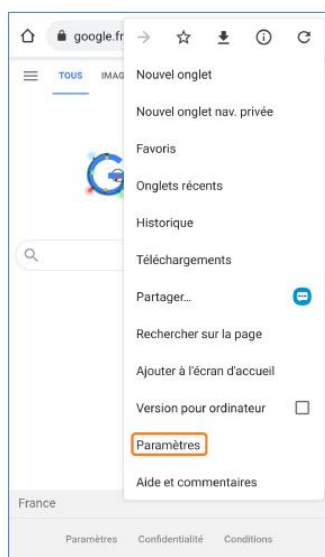 google.fr
TOUS IMAG
Nouvel onglet
Nouvel onglet nav. privée
Favoris
Onglets récents
Historique
Téléchargements
Partager...
Rechercher sur la page
Ajouter à l'écran d'accueil
Version pour ordinateur
Paramètres
Aide et commentaires
France
Paramètres Confidentialité Conditions